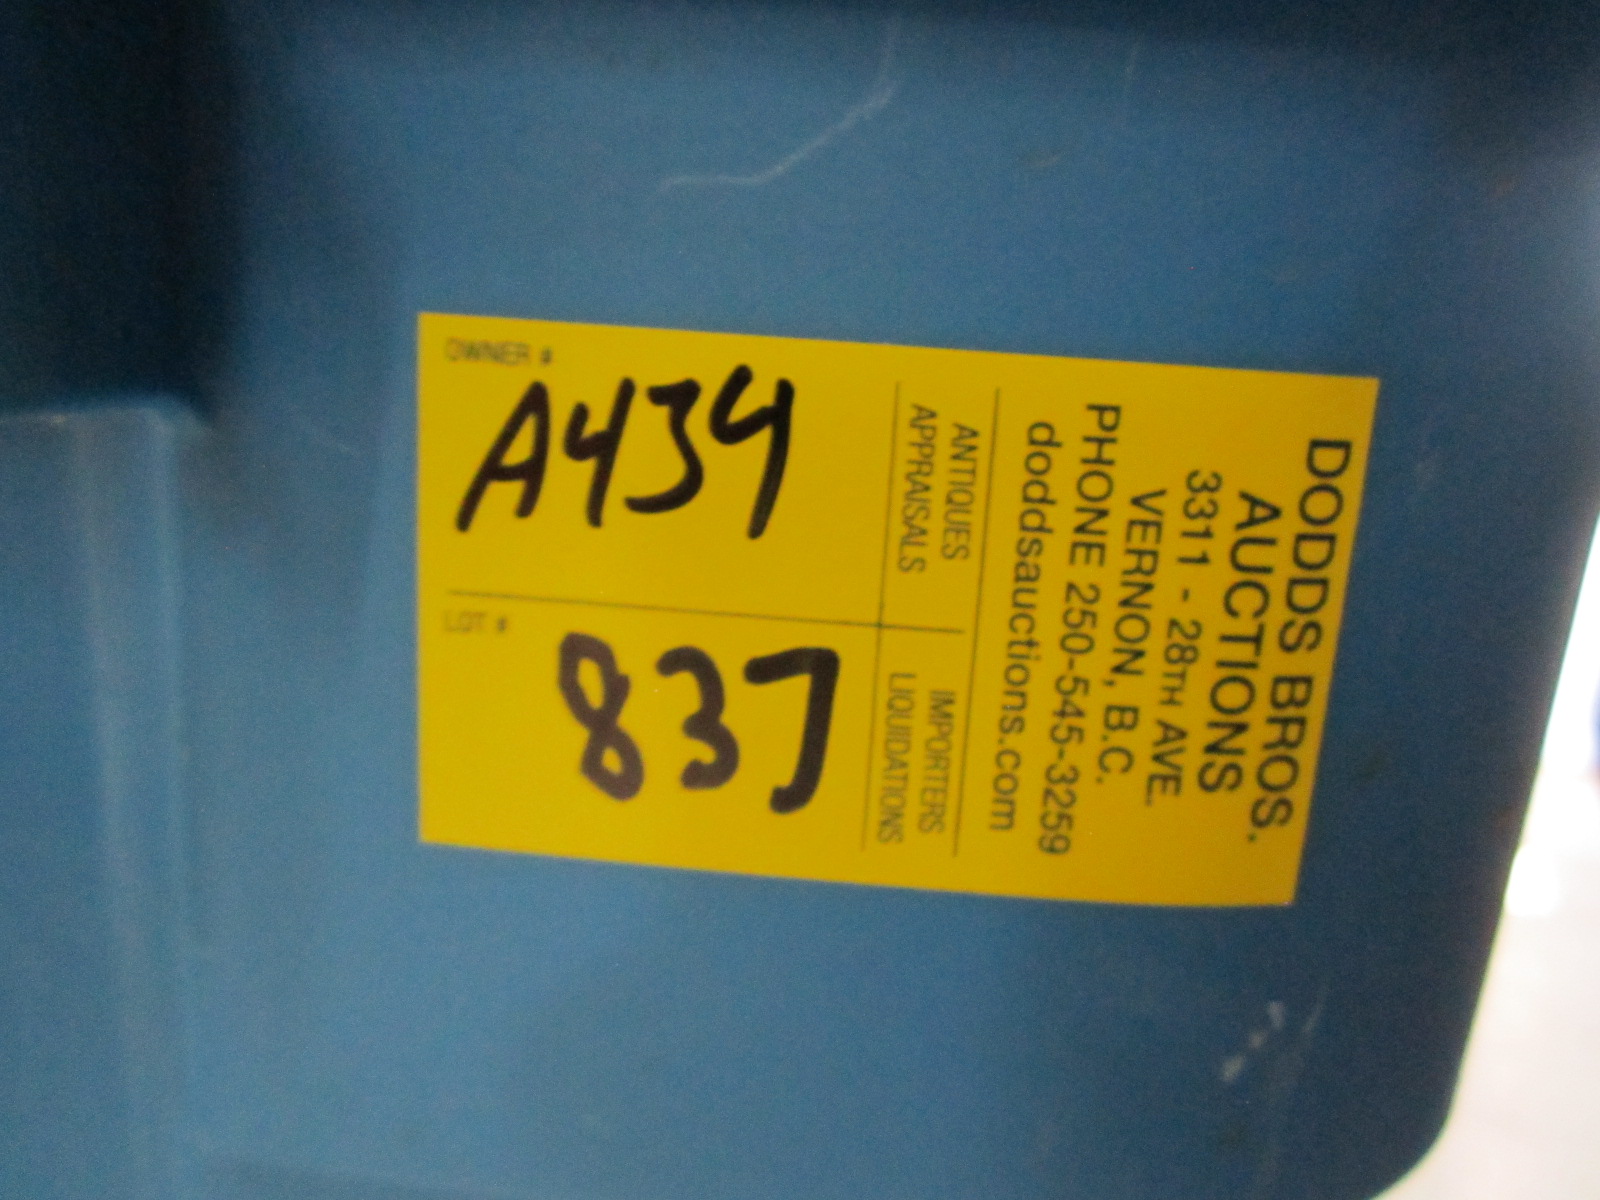 DODDS BROS.
AUCTIONS
3311 - 28TH AVE.
VERNON, B.C.
PHONE 250-545-3259
doddsauctions.com
ANTIQUES
APPRAISALS
IMPORTERS
LIQUIDATIONS
OWNER #
A434
LOT #
837